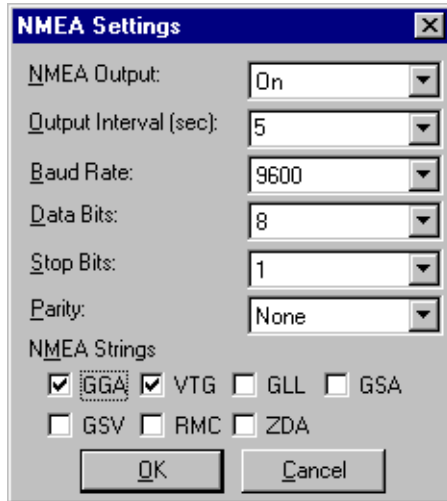 NMEA Settings
NMEA Output: On
Output Interval (sec): 5
Baud Rate: 9600
Data Bits: 8
Stop Bits: 1
Parity: None
NMEA Strings
GGA VTG GLL GSA
GSV RMC ZDA
OK Cancel